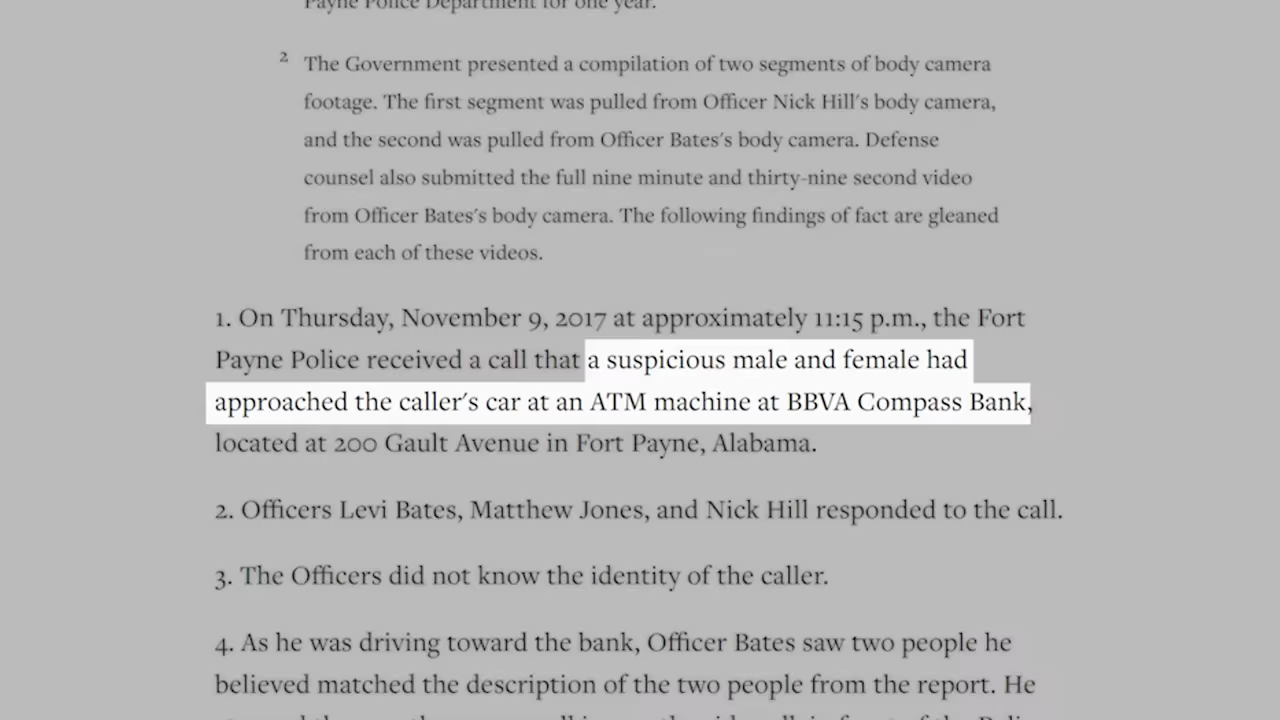 Payne Police Department for one year.
2 The Government presented a compilation of two segments of body camera
footage. The first segment was pulled from Officer Nick Hill's body camera,
and the second was pulled from Officer Bates's body camera. Defense
counsel also submitted the full nine minute and thirty-nine second video
from Officer Bates's body camera. The following findings of fact are gleaned
from each of these videos.
1. On Thursday, November 9, 2017 at approximately 11:15 p.m., the Fort
Payne Police received a call that a suspicious male and female had
approached the caller's car at an ATM machine at BBVA Compass Bank,
located at 200 Gault Avenue in Fort Payne, Alabama.
2. Officers Levi Bates, Matthew Jones, and Nick Hill responded to the call.
3. The Officers did not know the identity of the caller.
4. As he was driving toward the bank, Officer Bates saw two people he
believed matched the description of the two people from the report. He